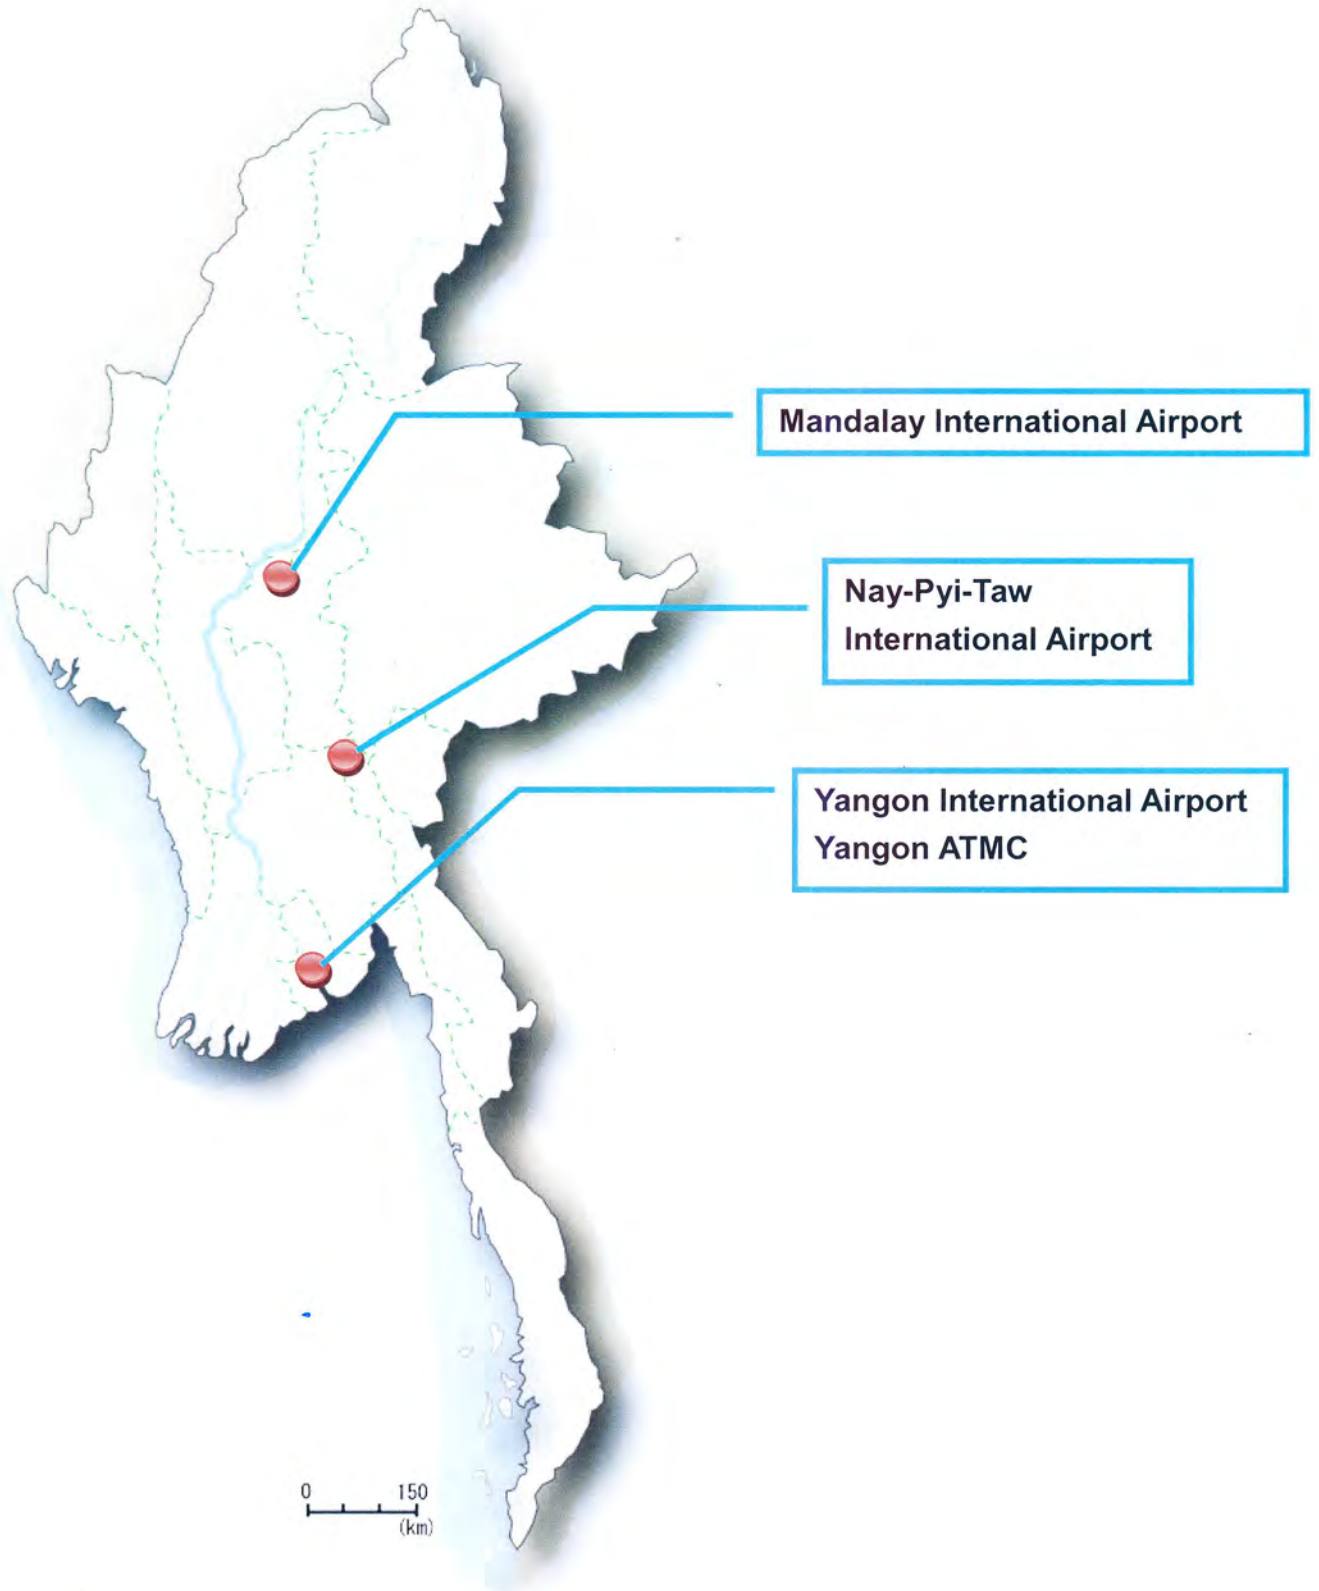 Mandalay International Airport
Nay-Pyi-Taw
International Airport
Yangon International Airport
Yangon ATMC
0 150
(km)